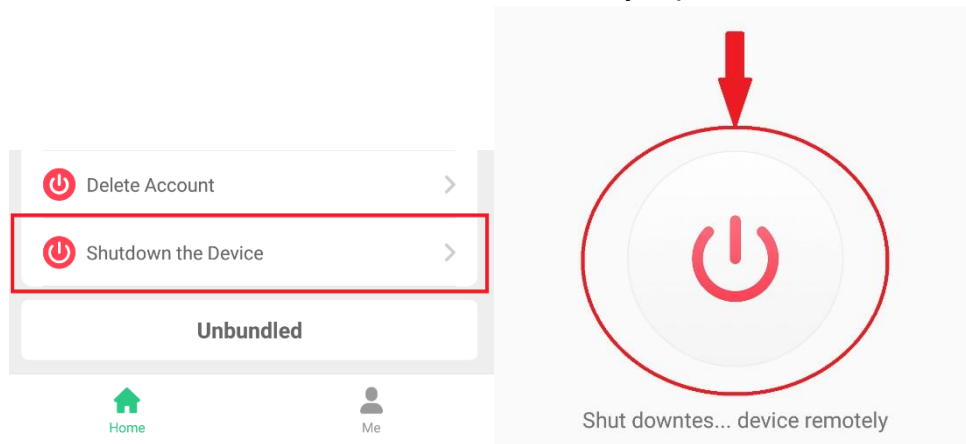 Delete Account
Shutdown the Device
Unbundled
Home
Me
Shut downtes... device remotely